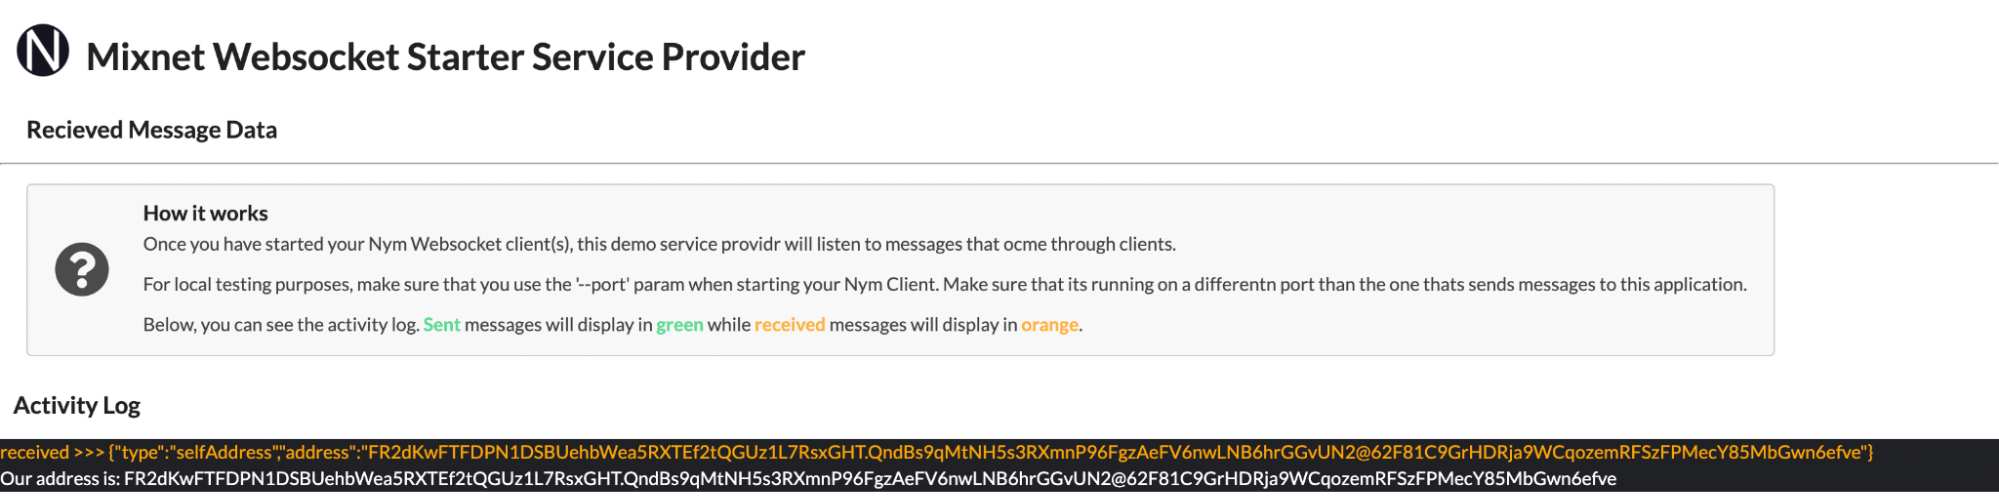 N
Mixnet Websocket Starter Service Provider
Recieved Message Data
How it works
Once you have started your Nym Websocket client(s), this demo service providr will listen to messages that ocme through clients.
For local testing purposes, make sure that you use the '--port' param when starting your Nym Client. Make sure that its running on a differentn port than the one thats sends messages to this application.
Below, you can see the activity log. Sent messages will display in green while received messages will display in orange.
Activity Log
received >>> {"type":"selfAddress","address":"FR2dKwFTFDPN1DSBUehbWea5RXTEf2tQGUz1L7RsxGHT.QndBs9qMtNH5s3RXmnP96FgzAeFV6nwLNB6hrGGvUN2@62F81C9GrHDRja9WCqozemRFSzFPMecY85MbGwn6efve"}
Our address is: FR2dKwFTFDPN1DSBUehbWea5RXTEf2tQGUz1L7RsxGHT.QndBs9qMtNH5s3RXmnP96FgzAeFV6nwLNB6hrGGvUN2@62F81C9GrHDRja9WCqozemRFSzFPMecY85MbGwn6efve